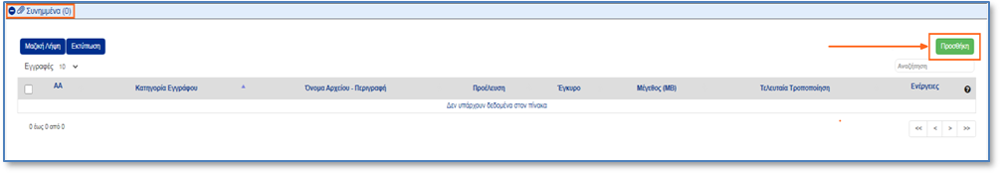 Συνημμένα (0)
Μαζική Λήψη Εκτύπωση Προσθήκη
Εγγραφές 10 Αναζήτηση
ΑΑ Κατηγορία Εγγράφου Όνομα Αρχείου - Περιγραφή Προέλευση Έγκυρο Μέγεθος (MB) Τελευταία Τροποποίηση Ενέργειες
Δεν υπάρχουν δεδομένα στον πίνακα
0 έως 0 από 0 << < > >>